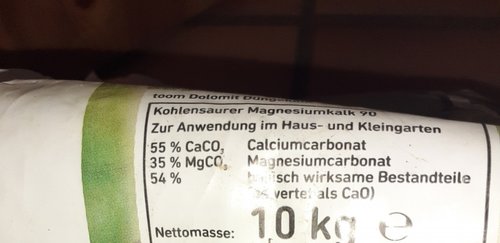 toom Dolomit
Kohlensaurer Magnesiumkalk 90
Zur Anwendung im Haus- und Kleingarten
55 % CaCO₃ Calciumcarbonat
35 % MgCO₃ Magnesiumcarbonat
54 % wirksame Bestandteile
als CaO)
Nettomasse: 10 kg ℮